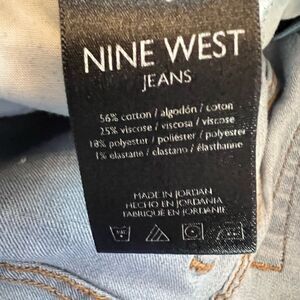 NINE WEST
JEANS
56% cotton / algodón / coton
25% viscose / viscosa / viscose
18% polyester / poliéster / polyester
1% elastane / elastano / élasthanne
MADE IN JORDAN
HECHO EN JORDANIA
FABRIQUÉ EN JORDANIE